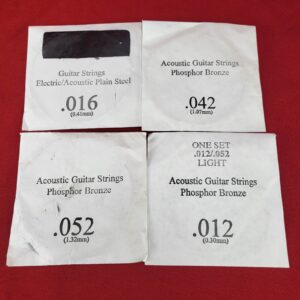 Guitar Strings
Electric/Acoustic Plain Steel
.016
(0.41mm)
Acoustic Guitar Strings
Phosphor Bronze
.042
(1.07mm)
Acoustic Guitar Strings
Phosphor Bronze
.052
(1.32mm)
ONE SET
.012/.052
LIGHT
Acoustic Guitar Strings
Phosphor Bronze
.012
(0.30mm)